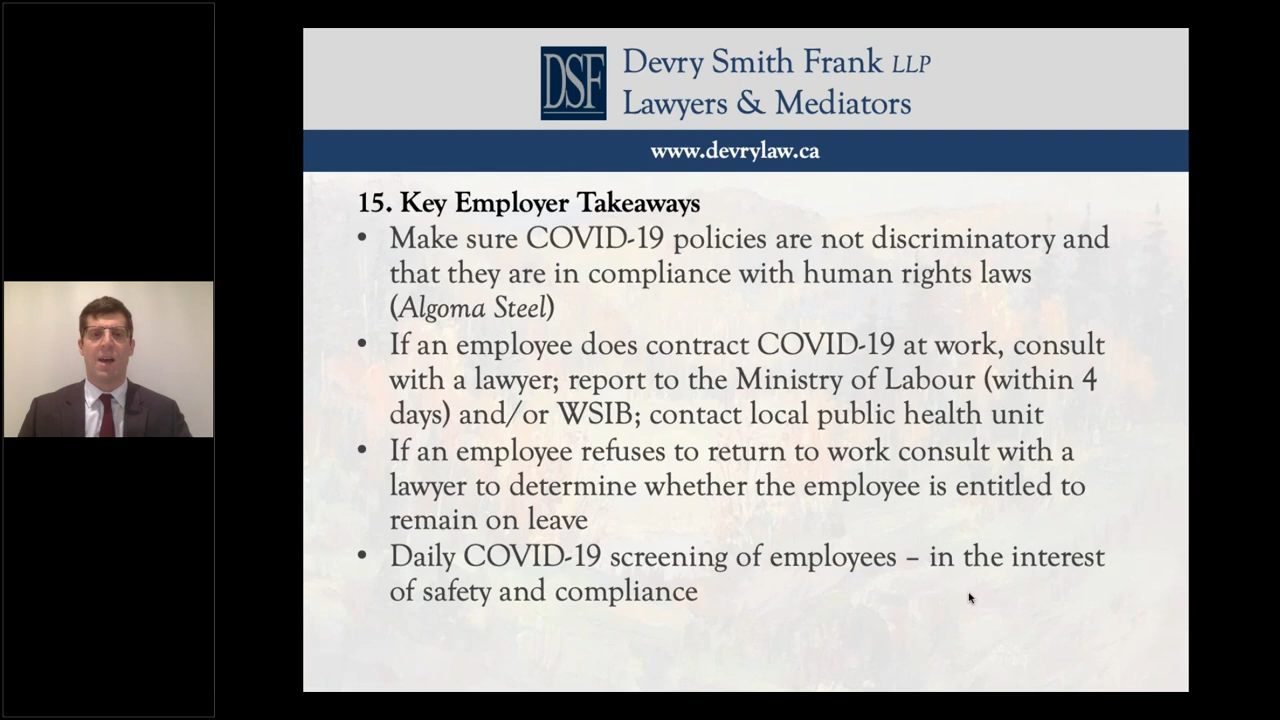 DSF
Devry Smith Frank LLP
Lawyers & Mediators
www.devrylaw.ca
15. Key Employer Takeaways
• Make sure COVID-19 policies are not discriminatory and
that they are in compliance with human rights laws
(Algoma Steel)
• If an employee does contract COVID-19 at work, consult
with a lawyer; report to the Ministry of Labour (within 4
days) and/or WSIB; contact local public health unit
• If an employee refuses to return to work consult with a
lawyer to determine whether the employee is entitled to
remain on leave
• Daily COVID-19 screening of employees – in the interest
of safety and compliance